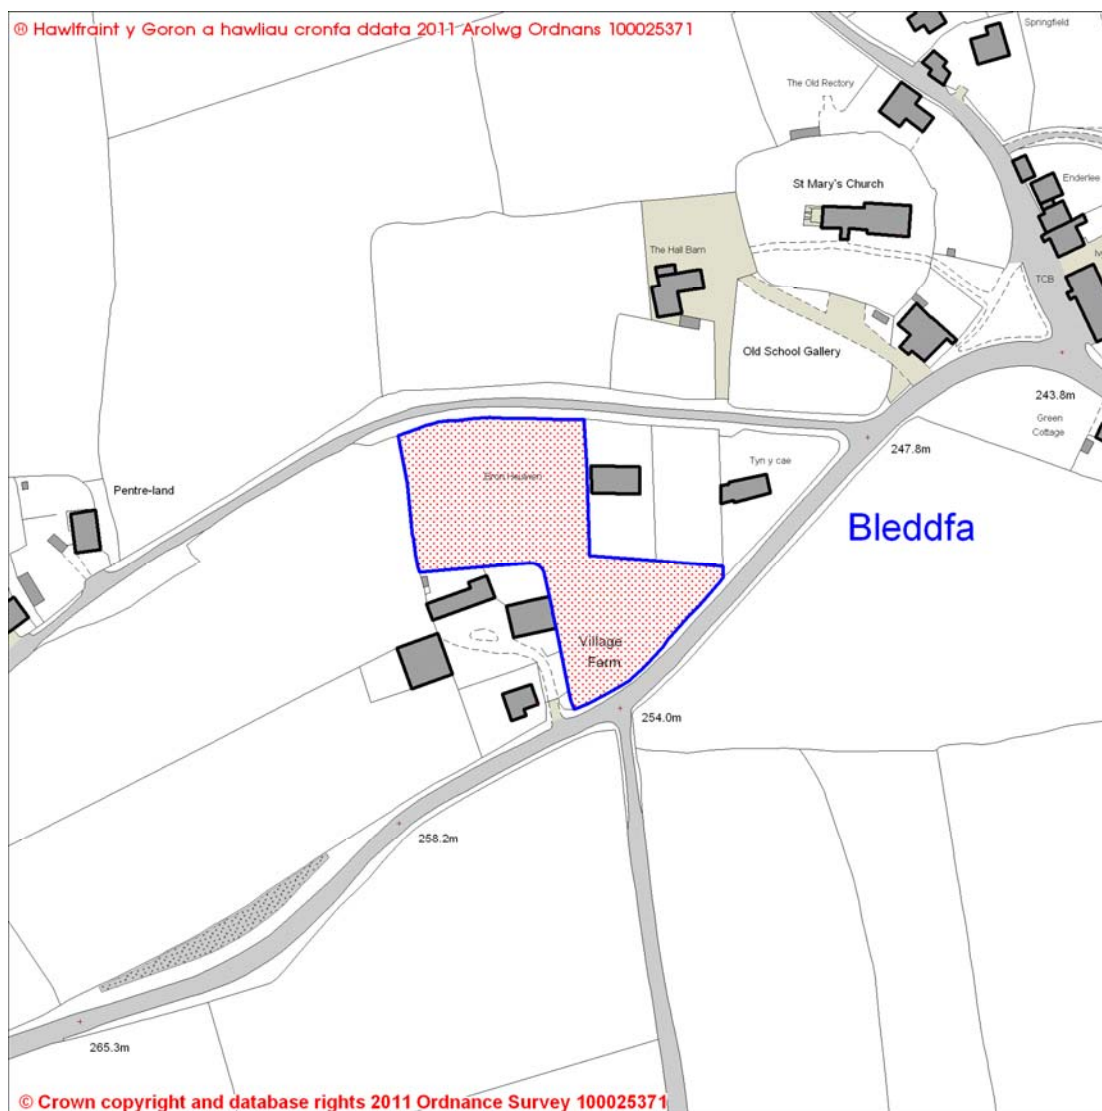 ® Hawlfraint y Goron a hawliau cronfa ddata 2011 Arolwg Ordnans 100025371
Springfield
The Old Rectory
St Mary's Church
Enderlee
The Hall Barn
TCB
Old School Gallery
243.8m
Green
Cottage
247.8m
Tyn y cae
Bron Heulwen
Pentre-land
Bleddfa
Village
Farm
254.0m
258.2m
265.3m
© Crown copyright and database rights 2011 Ordnance Survey 100025371